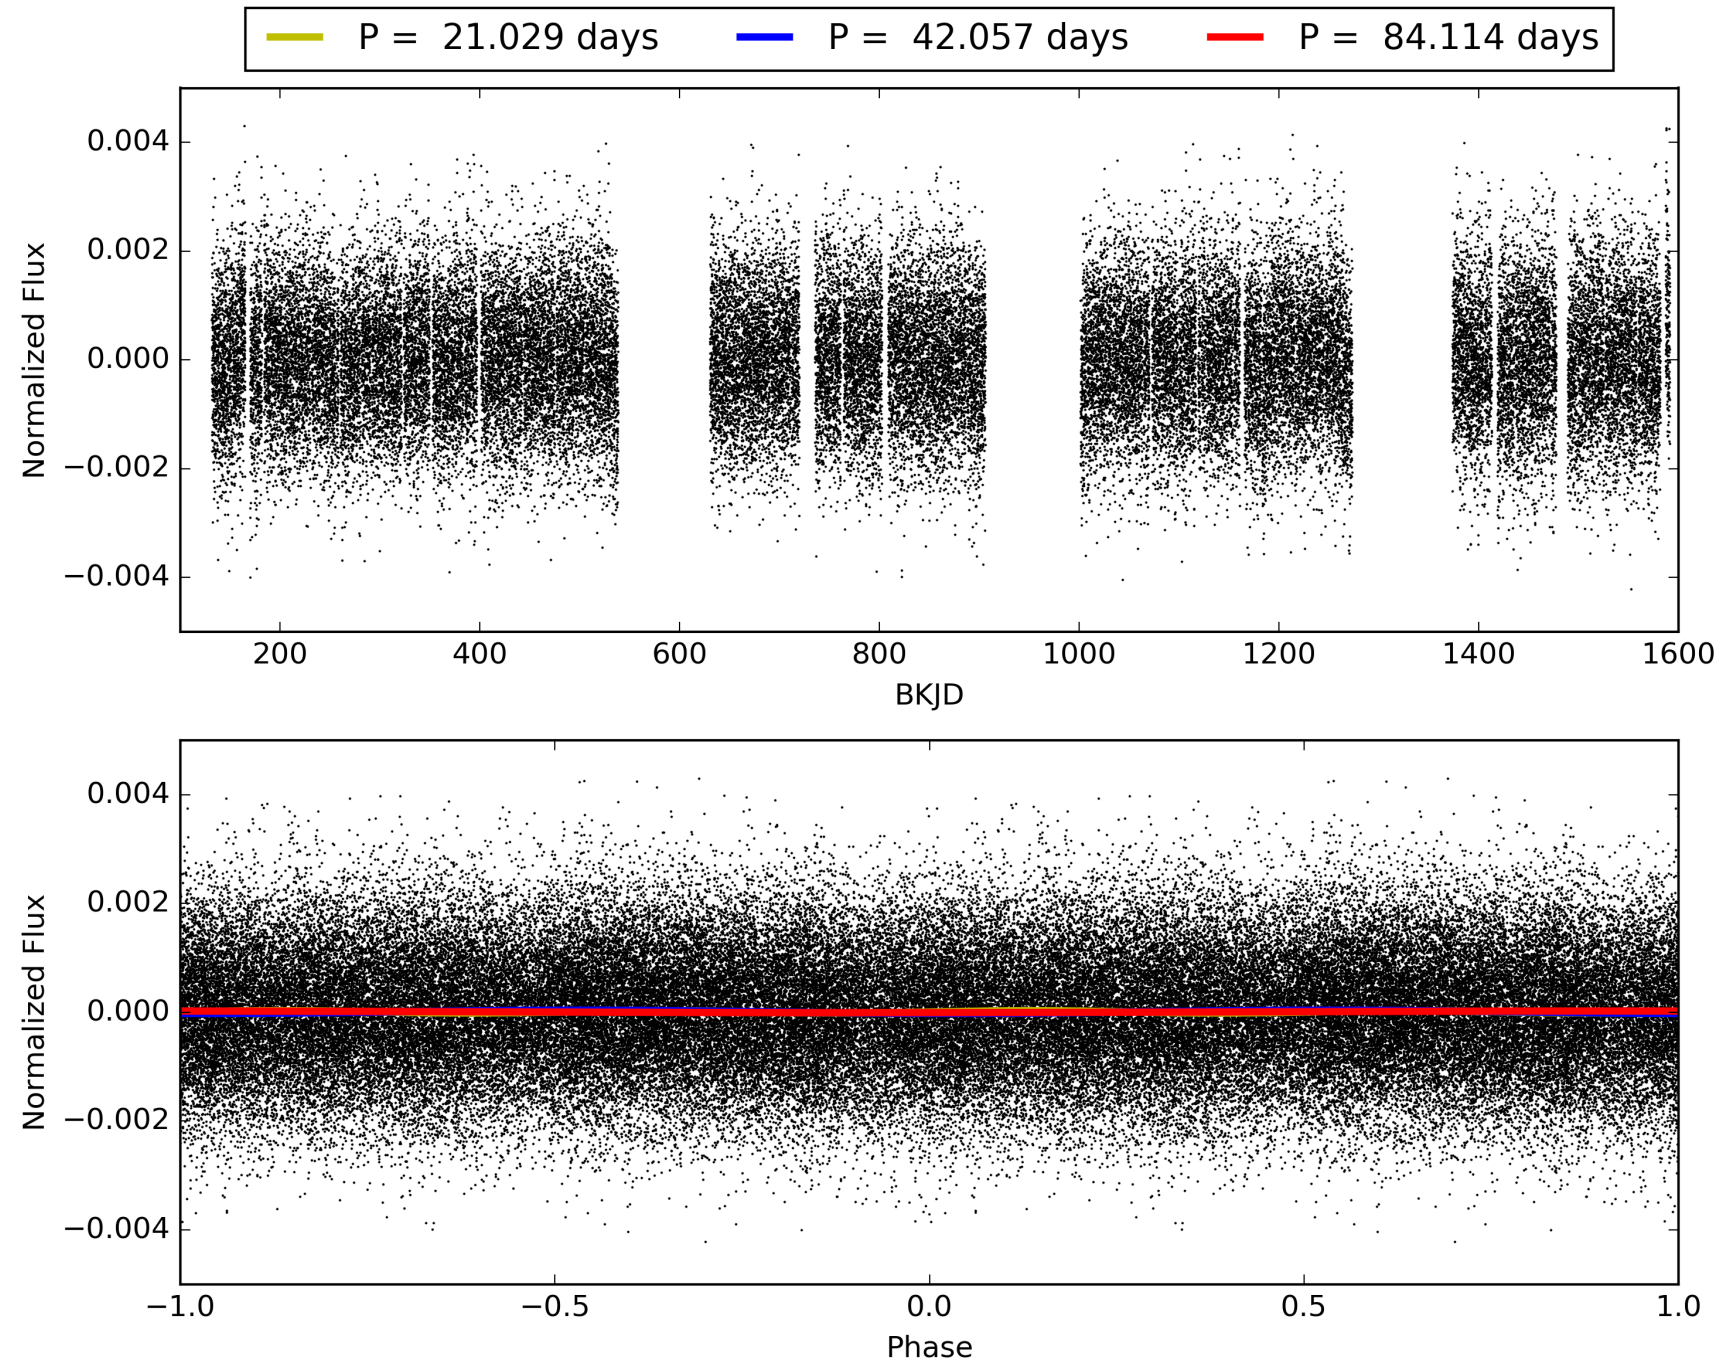 P = 21.029 days P = 42.057 days P = 84.114 days
0.004
0.002
0.000
−0.002
−0.004
Normalized Flux
200 400 600 800 1000 1200 1400 1600
BKJD
0.004
0.002
0.000
−0.002
−0.004
Normalized Flux
−1.0 −0.5 0.0 0.5 1.0
Phase